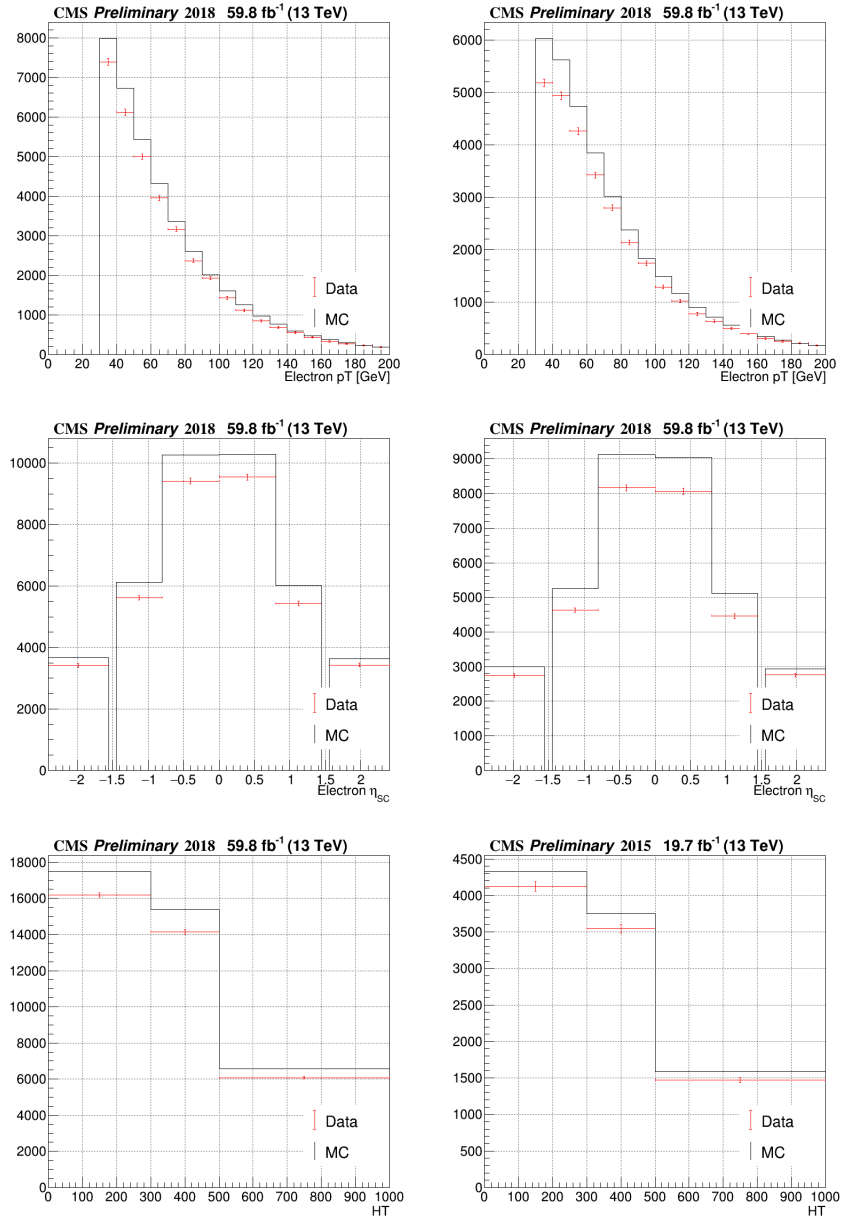 CMS Preliminary 2018 59.8 fb-1 (13 TeV)
8000
7000
6000
5000
4000
3000
2000
1000
0
0 20 40 60 80 100 120 140 160 180 200
Electron pT [GeV]
Data
MC
CMS Preliminary 2018 59.8 fb-1 (13 TeV)
6000
5000
4000
3000
2000
1000
0
0 20 40 60 80 100 120 140 160 180 200
Electron pT [GeV]
Data
MC
CMS Preliminary 2018 59.8 fb-1 (13 TeV)
10000
8000
6000
4000
2000
0
−2 −1.5 −1 −0.5 0 0.5 1 1.5 2
Electron ηSC
Data
MC
CMS Preliminary 2018 59.8 fb-1 (13 TeV)
9000
8000
7000
6000
5000
4000
3000
2000
1000
0
−2 −1.5 −1 −0.5 0 0.5 1 1.5 2
Electron ηSC
Data
MC
CMS Preliminary 2018 59.8 fb-1 (13 TeV)
18000
16000
14000
12000
10000
8000
6000
4000
2000
0
0 100 200 300 400 500 600 700 800 900 1000
HT
Data
MC
CMS Preliminary 2015 19.7 fb-1 (13 TeV)
4500
4000
3500
3000
2500
2000
1500
1000
500
0
0 100 200 300 400 500 600 700 800 900 1000
HT
Data
MC